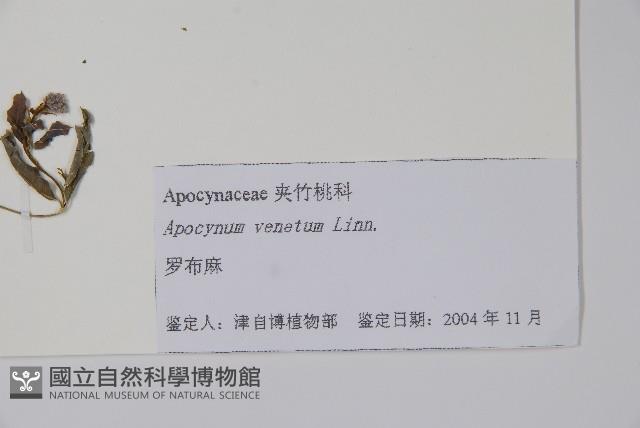 Apocynaceae 夹竹桃科
Apocynum venetum Linn.
罗布麻
鉴定人：津自博植物部 鉴定日期：2004 年 11 月
國立自然科學博物館
NATIONAL MUSEUM OF NATURAL SCIENCE